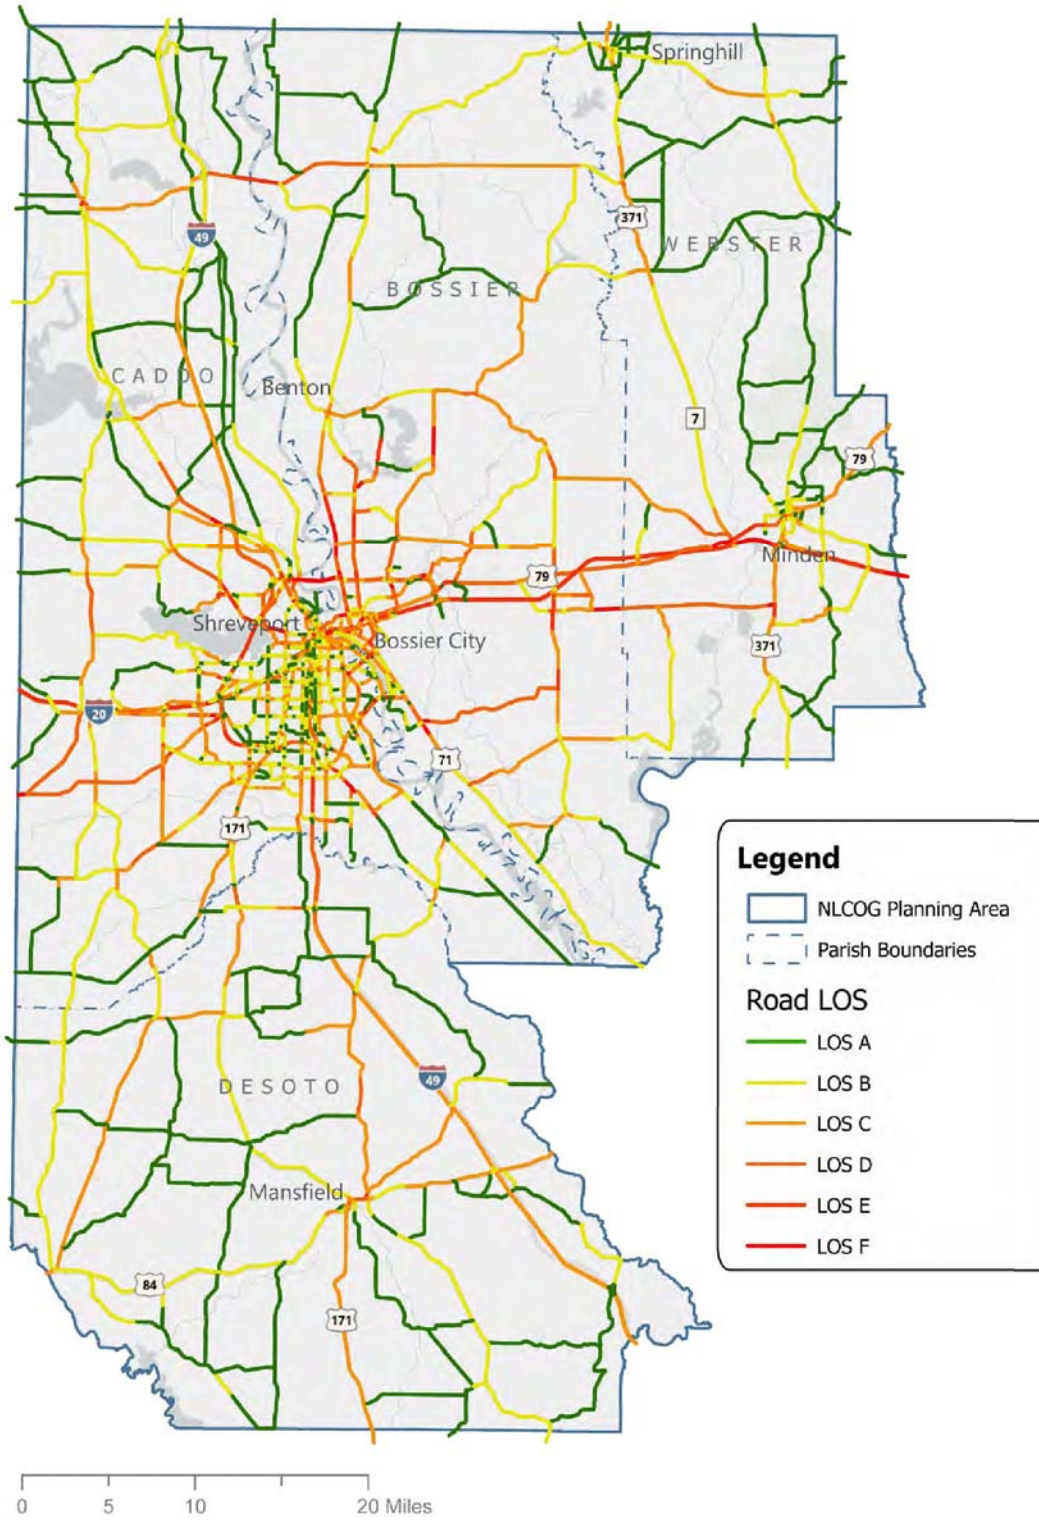 Springhill
371
WEBSTER
49
BOSSIER
CADDO
Benton
7
79
Minden
79
Shreveport
Bossier City
371
20
71
171
Legend
NLCOG Planning Area
Parish Boundaries
Road LOS
LOS A
LOS B
LOS C
LOS D
LOS E
LOS F
49
DESOTO
Mansfield
84
171
0 5 10 20 Miles